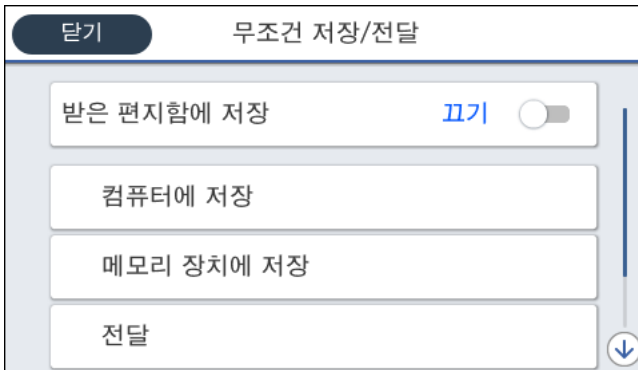 닫기 무조건 저장/전달
받은 편지함에 저장 끄기
컴퓨터에 저장
메모리 장치에 저장
전달